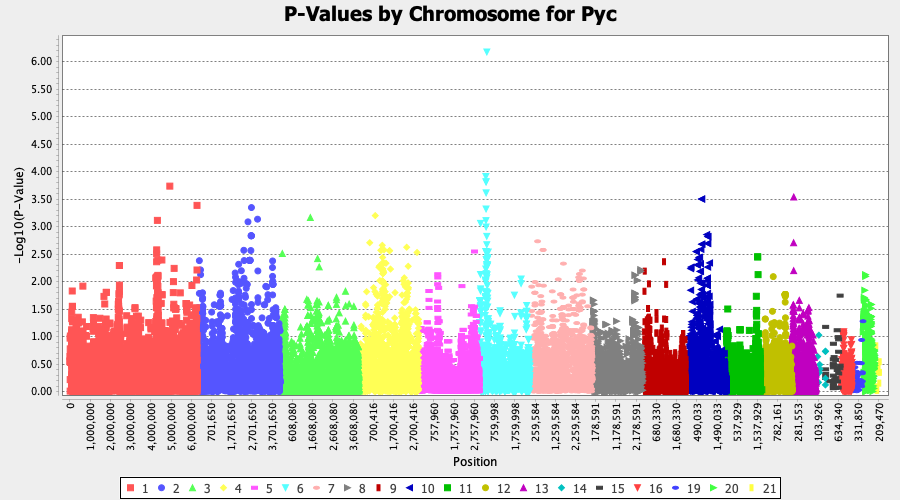 P-Values by Chromosome for Pyc
-Log10(P-Value)
6.00
5.50
5.00
4.50
4.00
3.50
3.00
2.50
2.00
1.50
1.00
0.50
0.00
0 1,000,000 2,000,000 3,000,000 4,000,000 5,000,000 6,000,000 701,650 1,701,650 2,701,650 3,701,650 608,080 1,608,080 2,608,080 3,608,080 700,416 1,700,416 2,700,416 757,960 1,757,960 2,757,960 759,998 1,759,998 259,584 1,259,584 2,259,584 178,591 1,178,591 2,178,591 680,330 1,680,330 490,033 1,490,033 537,929 1,537,929 782,161 281,553 103,926 634,340 331,850 209,470
Position
1 2 3 4 5 6 7 8 9 10 11 12 13 14 15 16 19 20 21